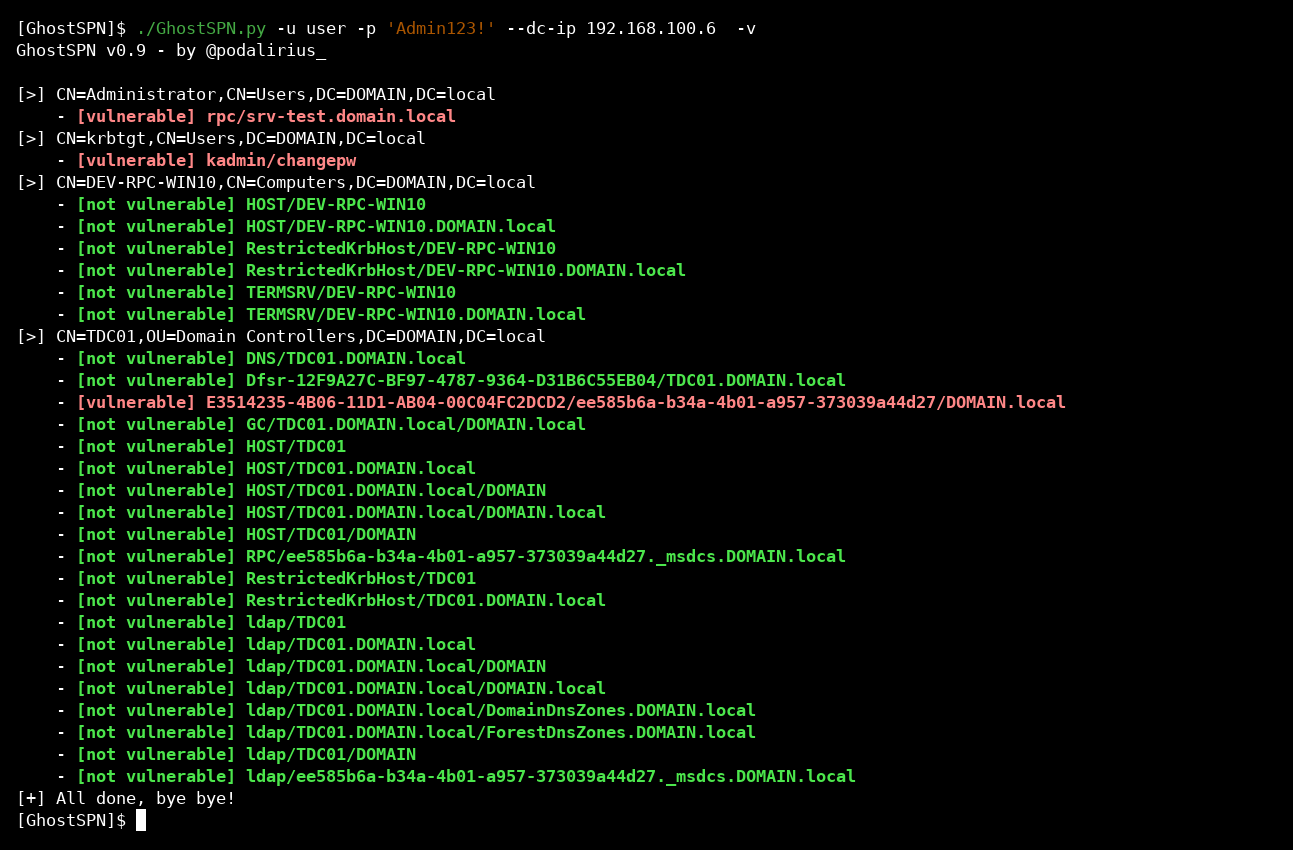 [GhostSPN]$ ./GhostSPN.py -u user -p 'Admin123!' --dc-ip 192.168.100.6  -v
GhostSPN v0.9 - by @podalirius_
[>] CN=Administrator,CN=Users,DC=DOMAIN,DC=local
    - [vulnerable] rpc/srv-test.domain.local
[>] CN=krbtgt,CN=Users,DC=DOMAIN,DC=local
    - [vulnerable] kadmin/changepw
[>] CN=DEV-RPC-WIN10,CN=Computers,DC=DOMAIN,DC=local
    - [not vulnerable] HOST/DEV-RPC-WIN10
    - [not vulnerable] HOST/DEV-RPC-WIN10.DOMAIN.local
    - [not vulnerable] RestrictedKrbHost/DEV-RPC-WIN10
    - [not vulnerable] RestrictedKrbHost/DEV-RPC-WIN10.DOMAIN.local
    - [not vulnerable] TERMSRV/DEV-RPC-WIN10
    - [not vulnerable] TERMSRV/DEV-RPC-WIN10.DOMAIN.local
[>] CN=TDC01,OU=Domain Controllers,DC=DOMAIN,DC=local
    - [not vulnerable] DNS/TDC01.DOMAIN.local
    - [not vulnerable] Dfsr-12F9A27C-BF97-4787-9364-D31B6C55EB04/TDC01.DOMAIN.local
    - [vulnerable] E3514235-4B06-11D1-AB04-00C04FC2DCD2/ee585b6a-b34a-4b01-a957-373039a44d27/DOMAIN.local
    - [not vulnerable] GC/TDC01.DOMAIN.local/DOMAIN.local
    - [not vulnerable] HOST/TDC01
    - [not vulnerable] HOST/TDC01.DOMAIN.local
    - [not vulnerable] HOST/TDC01.DOMAIN.local/DOMAIN
    - [not vulnerable] HOST/TDC01.DOMAIN.local/DOMAIN.local
    - [not vulnerable] HOST/TDC01/DOMAIN
    - [not vulnerable] RPC/ee585b6a-b34a-4b01-a957-373039a44d27._msdcs.DOMAIN.local
    - [not vulnerable] RestrictedKrbHost/TDC01
    - [not vulnerable] RestrictedKrbHost/TDC01.DOMAIN.local
    - [not vulnerable] ldap/TDC01
    - [not vulnerable] ldap/TDC01.DOMAIN.local
    - [not vulnerable] ldap/TDC01.DOMAIN.local/DOMAIN
    - [not vulnerable] ldap/TDC01.DOMAIN.local/DOMAIN.local
    - [not vulnerable] ldap/TDC01.DOMAIN.local/DomainDnsZones.DOMAIN.local
    - [not vulnerable] ldap/TDC01.DOMAIN.local/ForestDnsZones.DOMAIN.local
    - [not vulnerable] ldap/TDC01/DOMAIN
    - [not vulnerable] ldap/ee585b6a-b34a-4b01-a957-373039a44d27._msdcs.DOMAIN.local
[+] All done, bye bye!
[GhostSPN]$